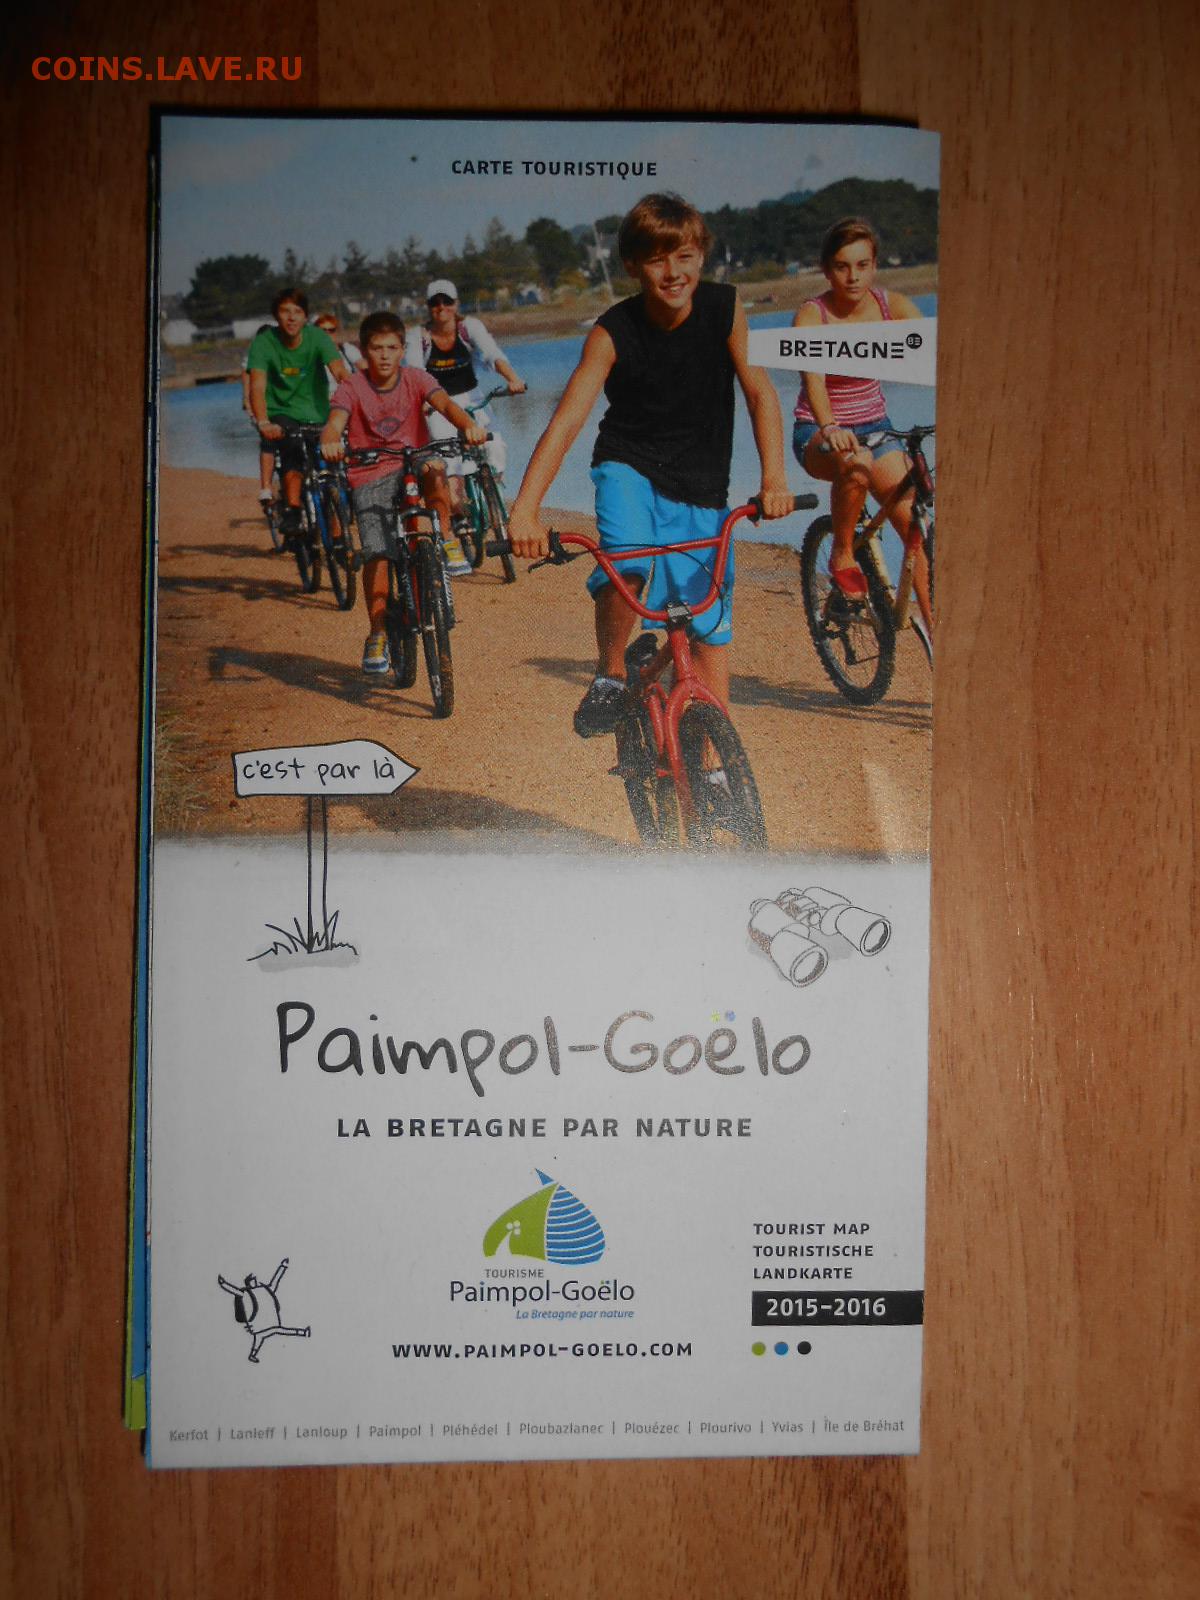 COINS.LAVE.RU
CARTE TOURISTIQUE
BRETAGNE BE
c'est par là
Paimpol-Goëlo
LA BRETAGNE PAR NATURE
TOURISME
Paimpol-Goëlo
La Bretagne par nature
WWW.PAIMPOL-GOELO.COM
TOURIST MAP
TOURISTISCHE
LANDKARTE
2015-2016
Kerfot | Lanleff | Lanloup | Paimpol | Pléhédel | Ploubazlanec | Plouézec | Plourivo | Yvias | Île de Bréhat